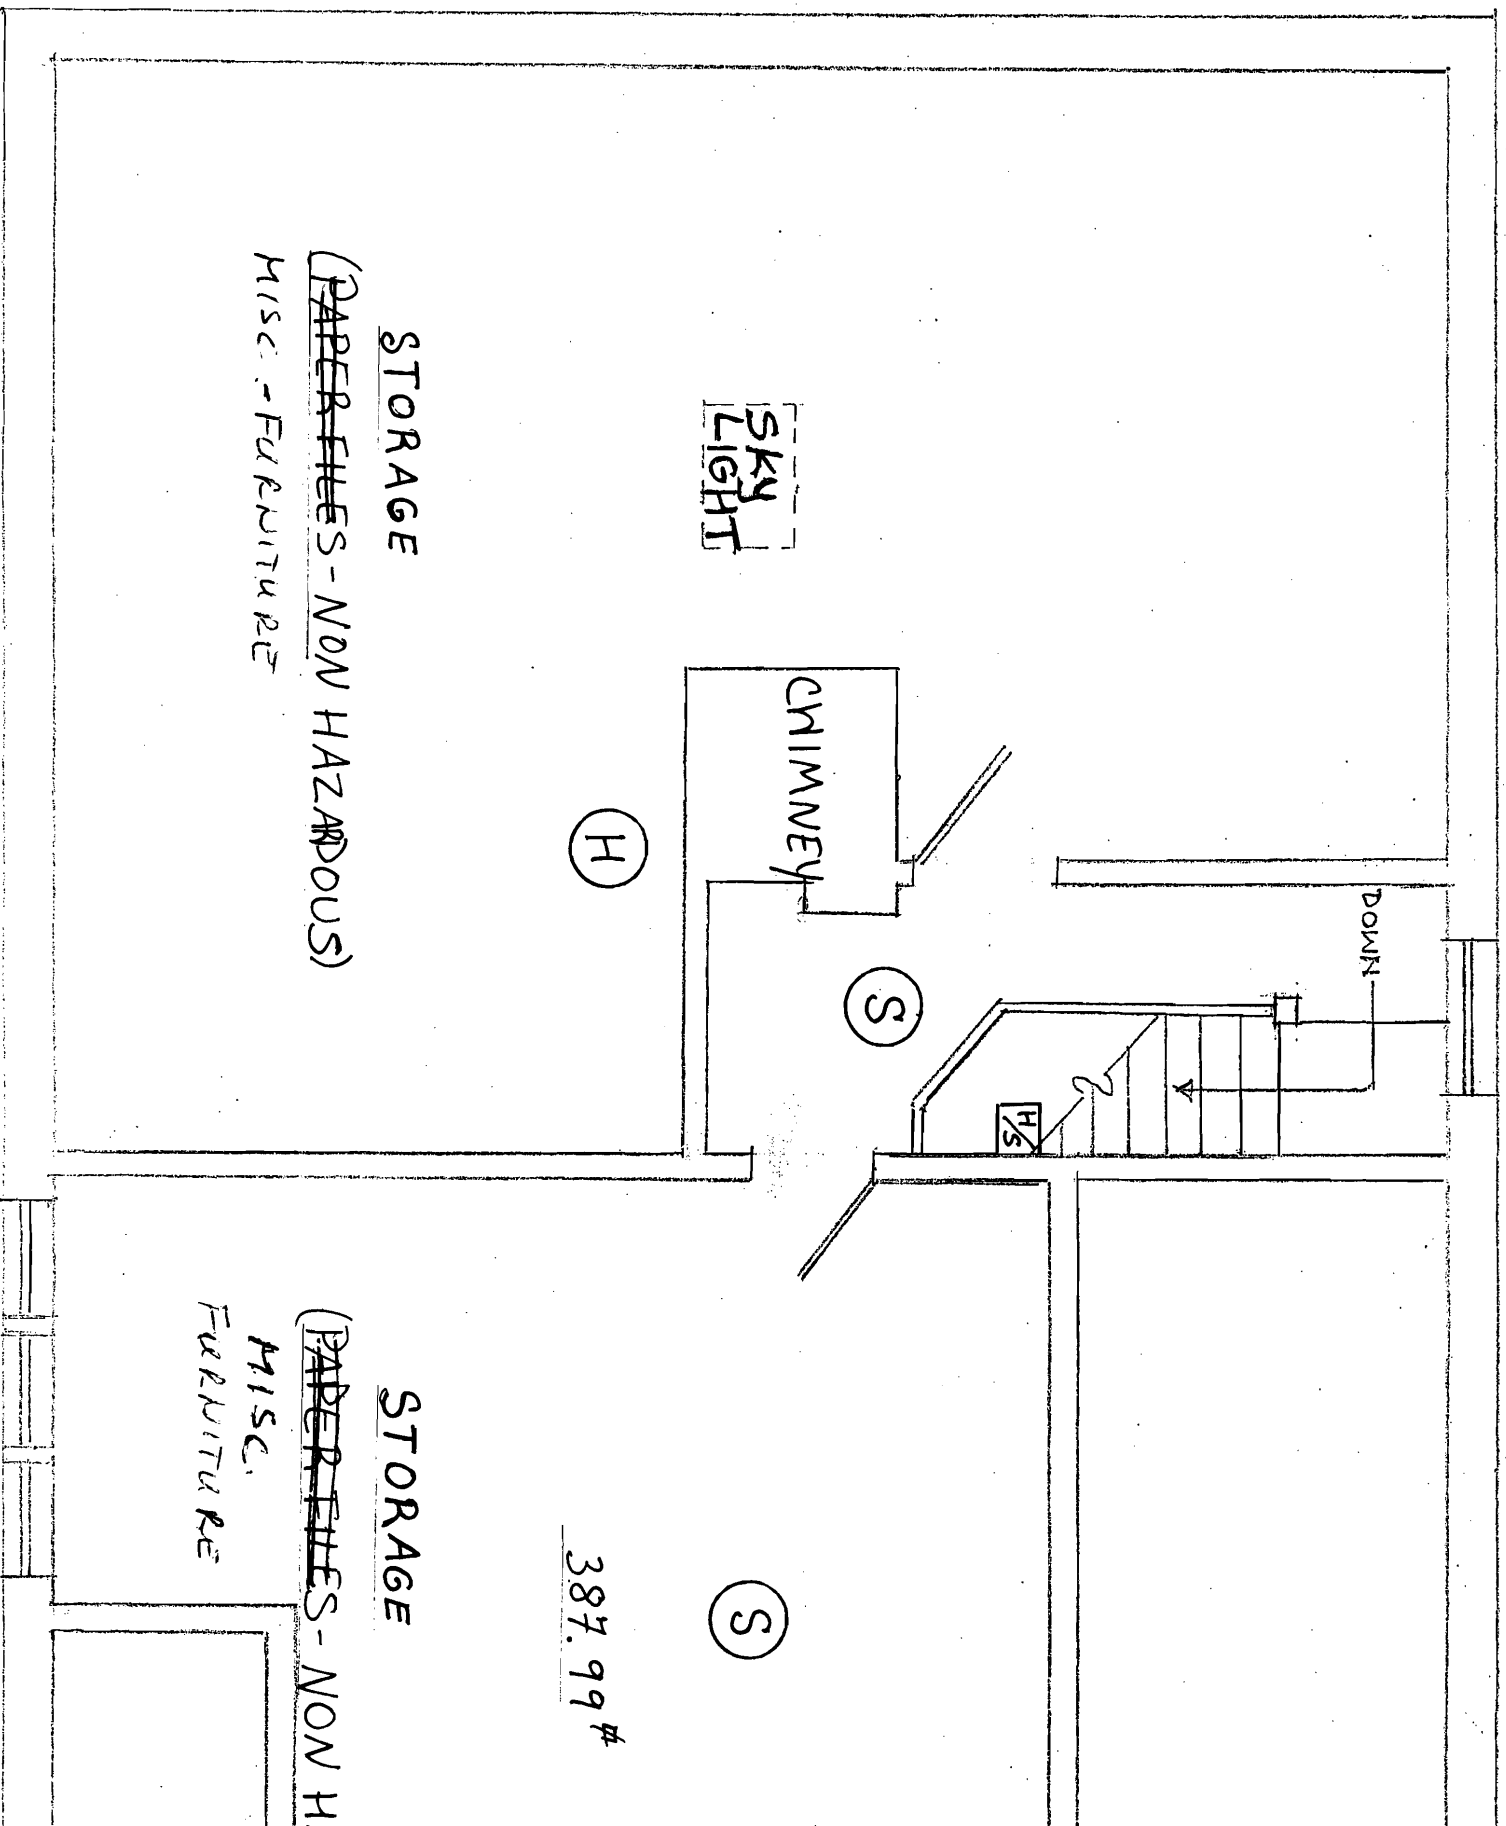 SKY
LIGHT
STORAGE
(PAPER FILES - NON HAZARDOUS)
MISC. - FURNITURE
CHIMNEY
H
S
DOWN
H/S
S
387.99#
STORAGE
(PAPER FILES - NON H
MISC.
FURNITURE